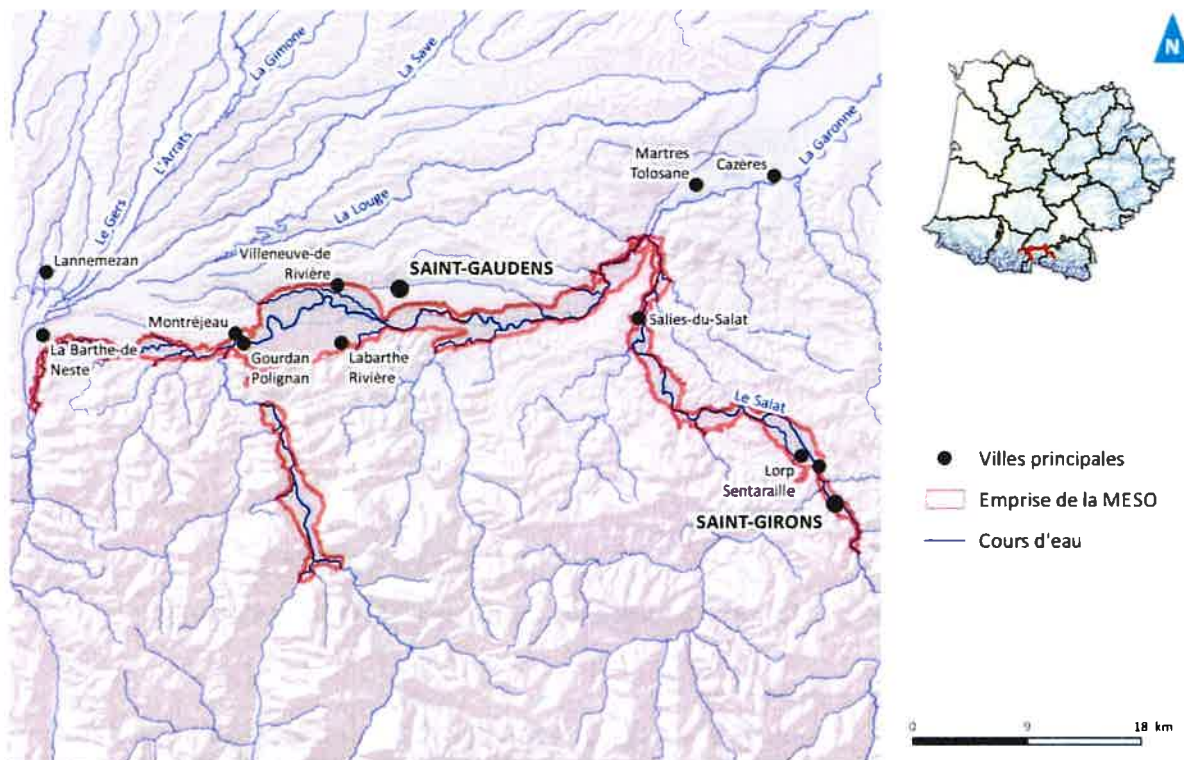 N
La Gimone
La Save
L'Arrats
Le Gers
La Louge
La Garonne
Martres
Tolosane
Cazères
Lannemezan
Villeneuve-de
Rivière
SAINT-GAUDENS
Montréjeau
Salies-du-Salat
La Barthe-de
Neste
Gourdan
Polignan
Labarthe
Rivière
Le Salat
Lorp
Sentaraille
SAINT-GIRONS
Villes principales
Emprise de la MESO
Cours d'eau
0 9 18 km